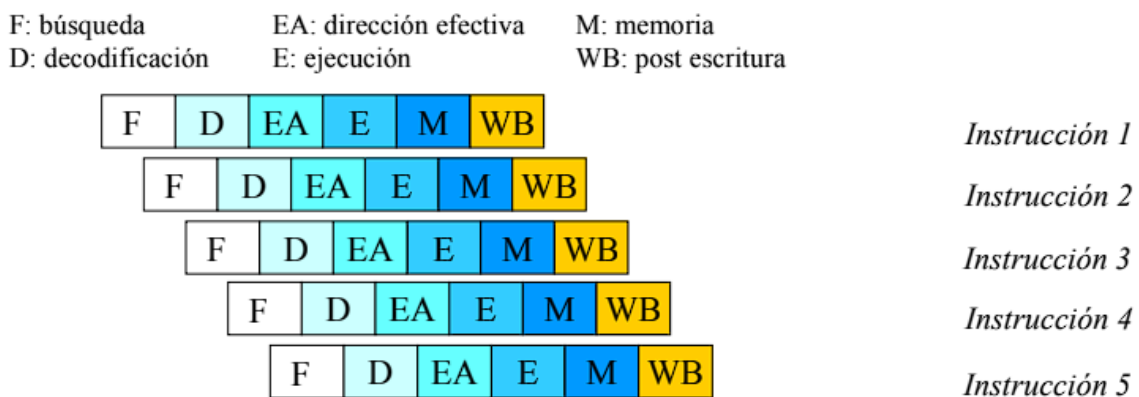 F: búsqueda EA: dirección efectiva M: memoria
D: decodificación E: ejecución WB: post escritura
F D EA E M WB Instrucción 1
F D EA E M WB Instrucción 2
F D EA E M WB Instrucción 3
F D EA E M WB Instrucción 4
F D EA E M WB Instrucción 5